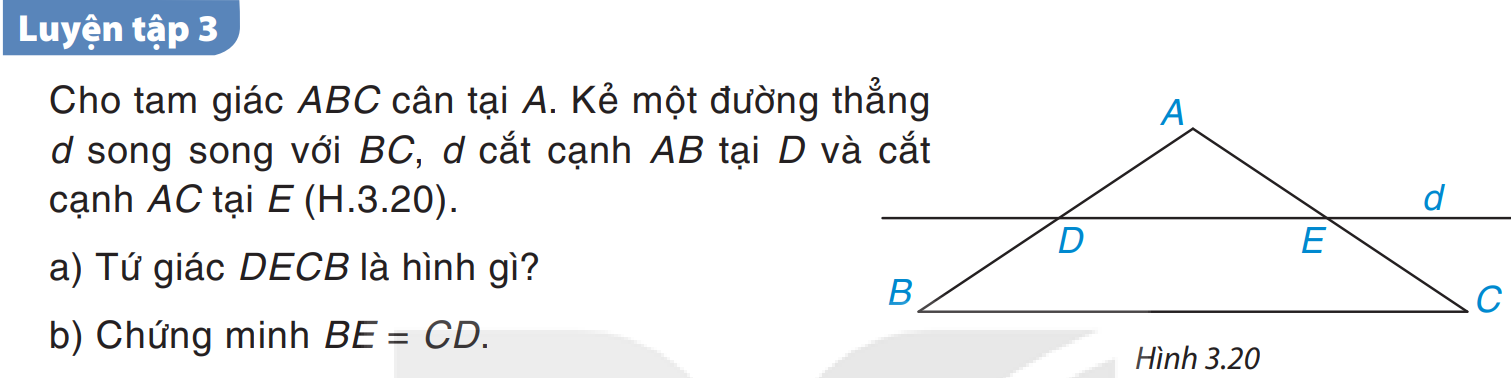 Luyện tập 3
Cho tam giác ABC cân tại A. Kẻ một đường thẳng
d song song với BC, d cắt cạnh AB tại D và cắt
cạnh AC tại E (H.3.20).
a) Tứ giác DECB là hình gì?
b) Chứng minh BE = CD.
A
d
D
E
B
C
Hình 3.20